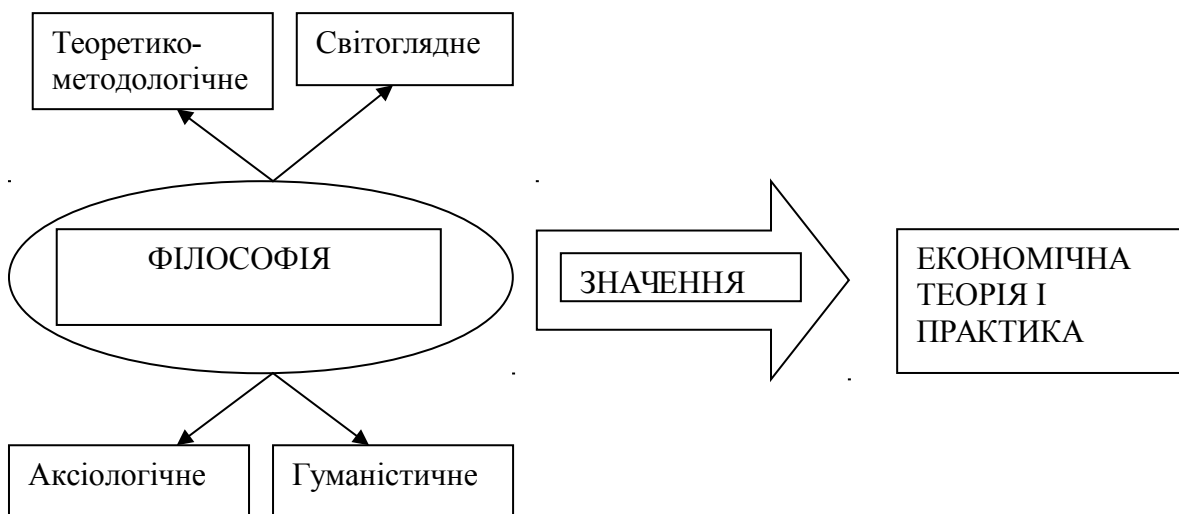 Теоретико-
методологічне
Світоглядне
ФІЛОСОФІЯ
ЗНАЧЕННЯ
ЕКОНОМІЧНА
ТЕОРІЯ І
ПРАКТИКА
Аксіологічне
Гуманістичне